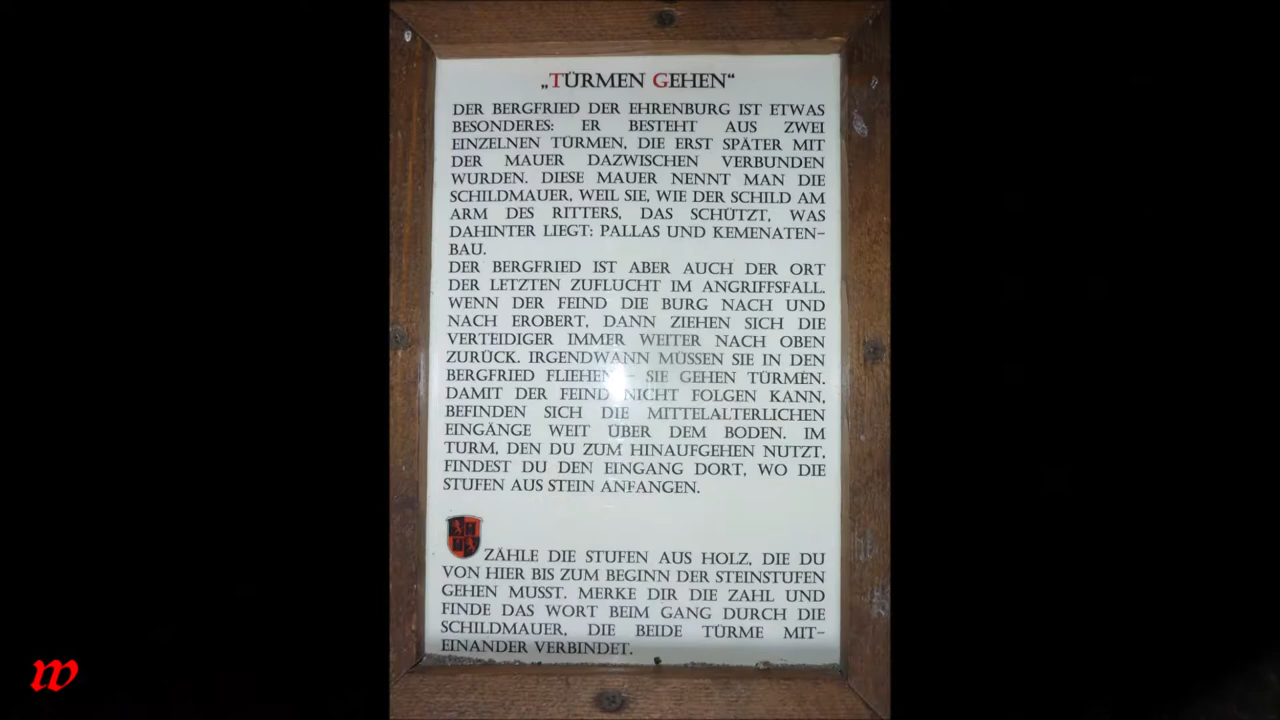 „TÜRMEN GEHEN“
DER BERGFRIED DER EHRENBURG IST ETWAS
BESONDERES: ER BESTEHT AUS ZWEI
EINZELNEN TÜRMEN, DIE ERST SPÄTER MIT
DER MAUER DAZWISCHEN VERBUNDEN
WURDEN. DIESE MAUER NENNT MAN DIE
SCHILDMAUER, WEIL SIE, WIE DER SCHILD AM
ARM DES RITTERS, DAS SCHÜTZT, WAS
DAHINTER LIEGT: PALLAS UND KEMENATEN-
BAU.
DER BERGFRIED IST ABER AUCH DER ORT
DER LETZTEN ZUFLUCHT IM ANGRIFFSFALL.
WENN DER FEIND DIE BURG NACH UND
NACH EROBERT, DANN ZIEHEN SICH DIE
VERTEIDIGER IMMER WEITER NACH OBEN
ZURÜCK. IRGENDWANN MÜSSEN SIE IN DEN
BERGFRIED FLIEHEN – SIE GEHEN TÜRMEN.
DAMIT DER FEIND NICHT FOLGEN KANN,
BEFINDEN SICH DIE MITTELALTERLICHEN
EINGÄNGE WEIT ÜBER DEM BODEN. IM
TURM, DEN DU ZUM HINAUFGEHEN NUTZT,
FINDEST DU DEN EINGANG DORT, WO DIE
STUFEN AUS STEIN ANFANGEN.
ZÄHLE DIE STUFEN AUS HOLZ, DIE DU
VON HIER BIS ZUM BEGINN DER STEINSTUFEN
GEHEN MUSST. MERKE DIR DIE ZAHL UND
FINDE DAS WORT BEIM GANG DURCH DIE
SCHILDMAUER, DIE BEIDE TÜRME MIT-
EINANDER VERBINDET.
w